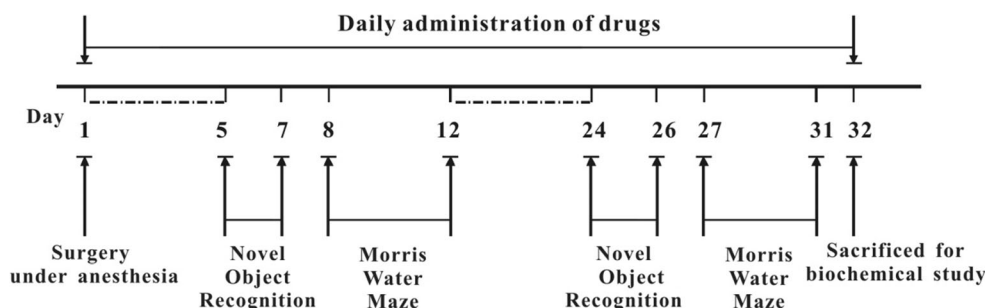 Daily administration of drugs
Day
1 5 7 8 12 24 26 27 31 32
Surgery
under anesthesia
Novel
Object
Recognition
Morris
Water
Maze
Novel
Object
Recognition
Morris
Water
Maze
Sacrificed for
biochemical study